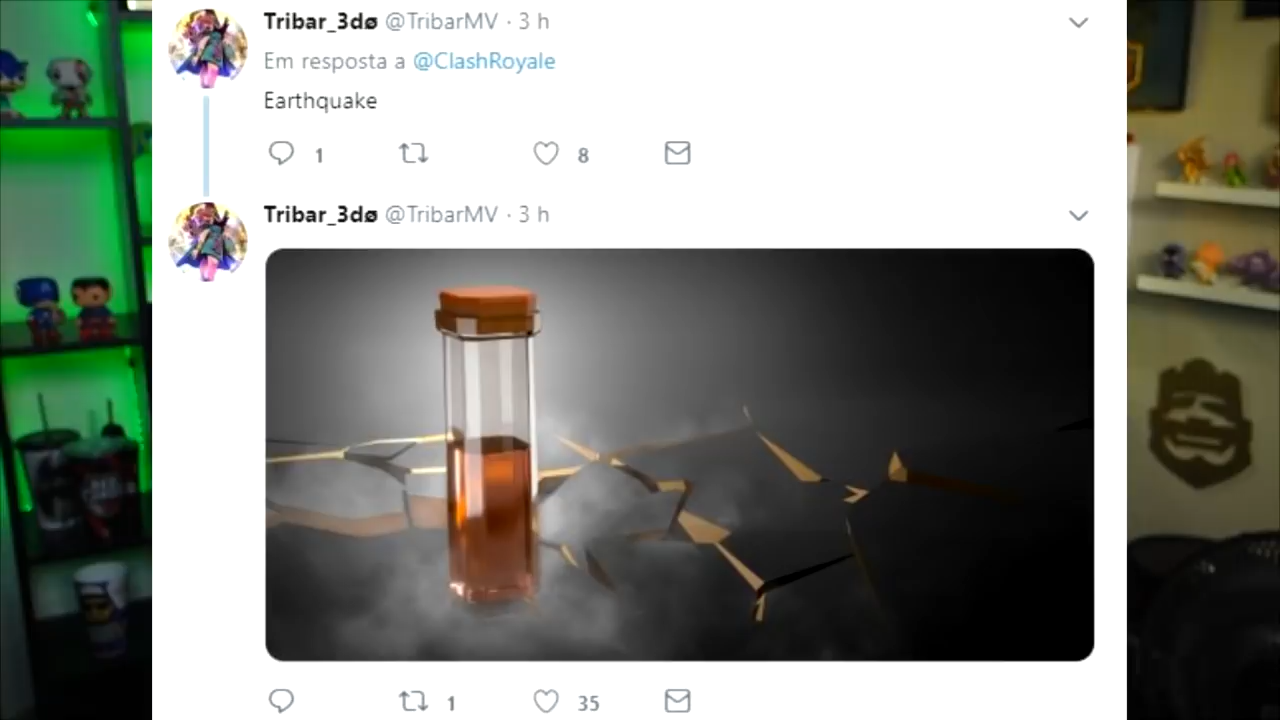 Tribar_3dø @TribarMV · 3 h
Em resposta a @ClashRoyale
Earthquake
1 8
Tribar_3dø @TribarMV · 3 h
1 35